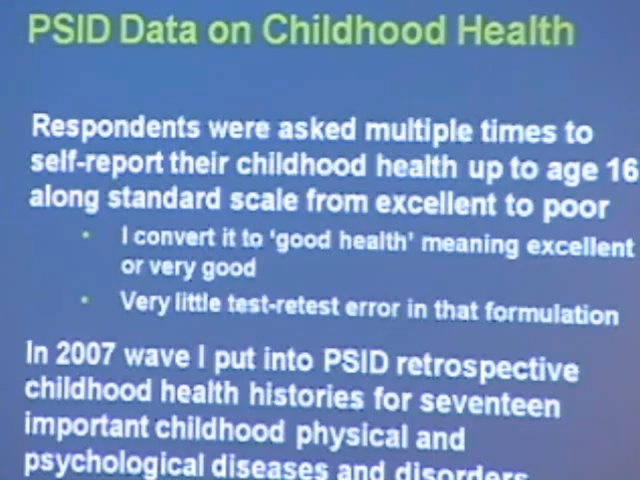 PSID Data on Childhood Health
Respondents were asked multiple times to
self-report their childhood health up to age 16
along standard scale from excellent to poor
• I convert it to 'good health' meaning excellent
or very good
• Very little test-retest error in that formulation
In 2007 wave I put into PSID retrospective
childhood health histories for seventeen
important childhood physical and
psychological diseases and disorders